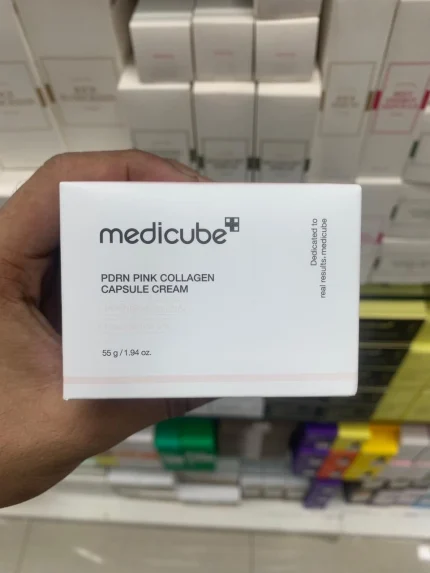 medicube
PDRN PINK COLLAGEN
CAPSULE CREAM
55 g / 1.94 oz.
Dedicated to
real results, medicube